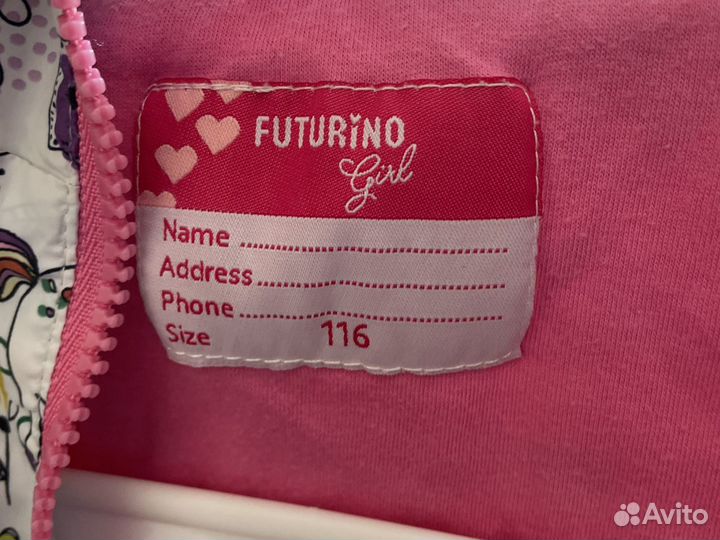 FUTURiNO
Girl
Name
Address
Phone
Size 116
Avito